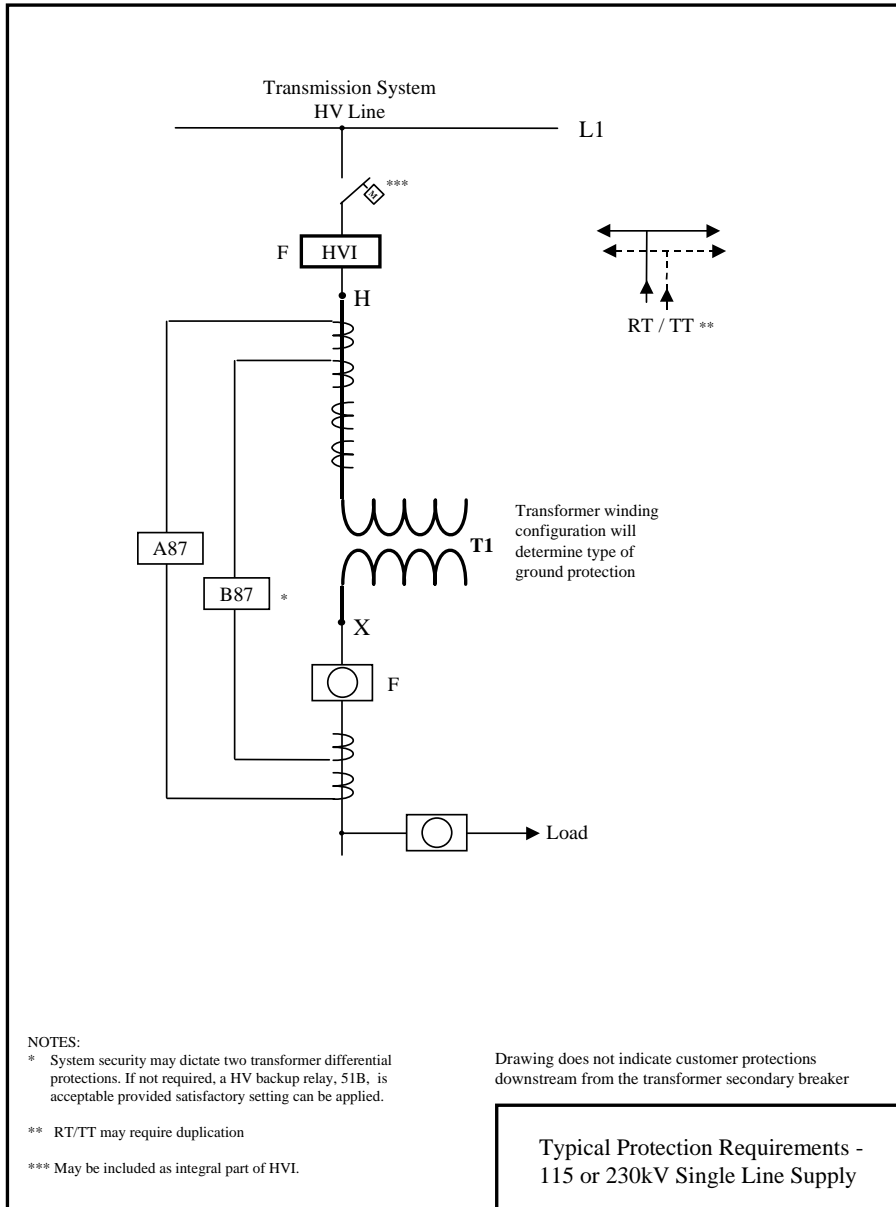 Transmission System
HV Line
L1
M
***
F
HVI
H
RT / TT **
A87
B87
*
T1
Transformer winding
configuration will
determine type of
ground protection
X
F
Load
NOTES:
* System security may dictate two transformer differential
protections. If not required, a HV backup relay, 51B, is
acceptable provided satisfactory setting can be applied.
** RT/TT may require duplication
*** May be included as integral part of HVI.
Drawing does not indicate customer protections
downstream from the transformer secondary breaker
Typical Protection Requirements -
115 or 230kV Single Line Supply